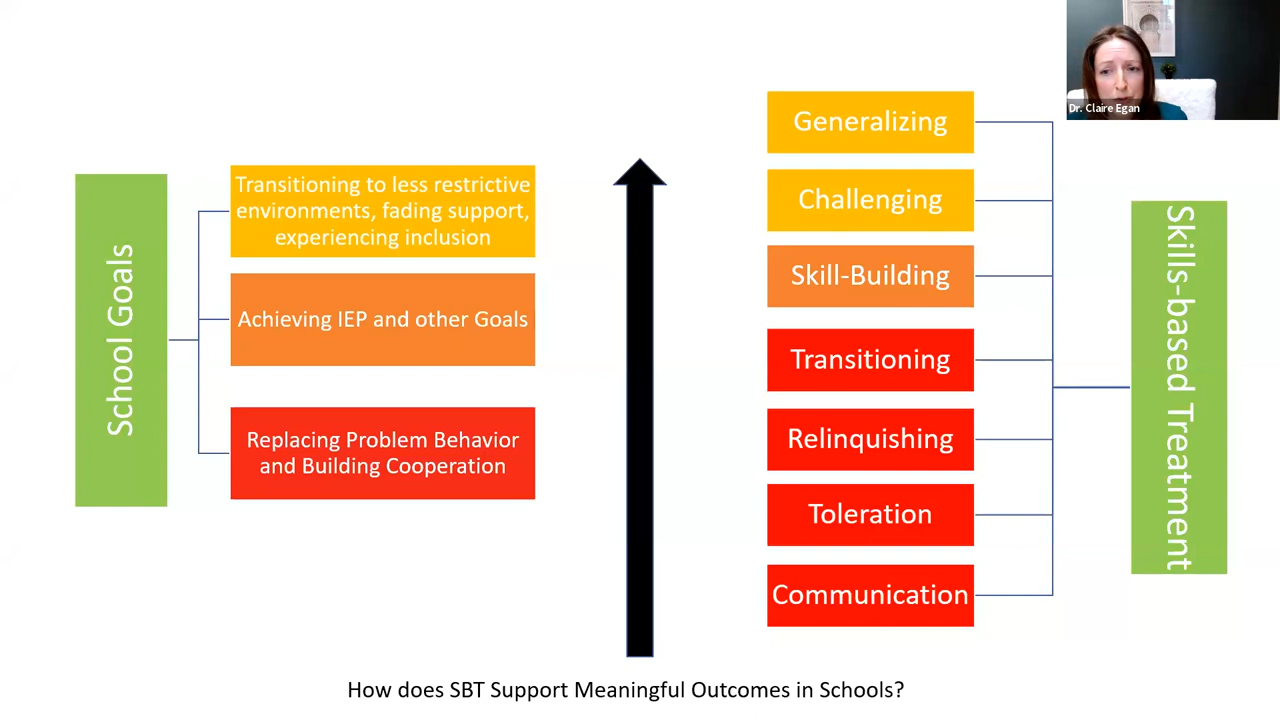 Dr. Claire Egan
School Goals
Transitioning to less restrictive
environments, fading support,
experiencing inclusion
Achieving IEP and other Goals
Replacing Problem Behavior
and Building Cooperation
Generalizing
Challenging
Skill-Building
Transitioning
Relinquishing
Toleration
Communication
Skills-based Treatment
How does SBT Support Meaningful Outcomes in Schools?